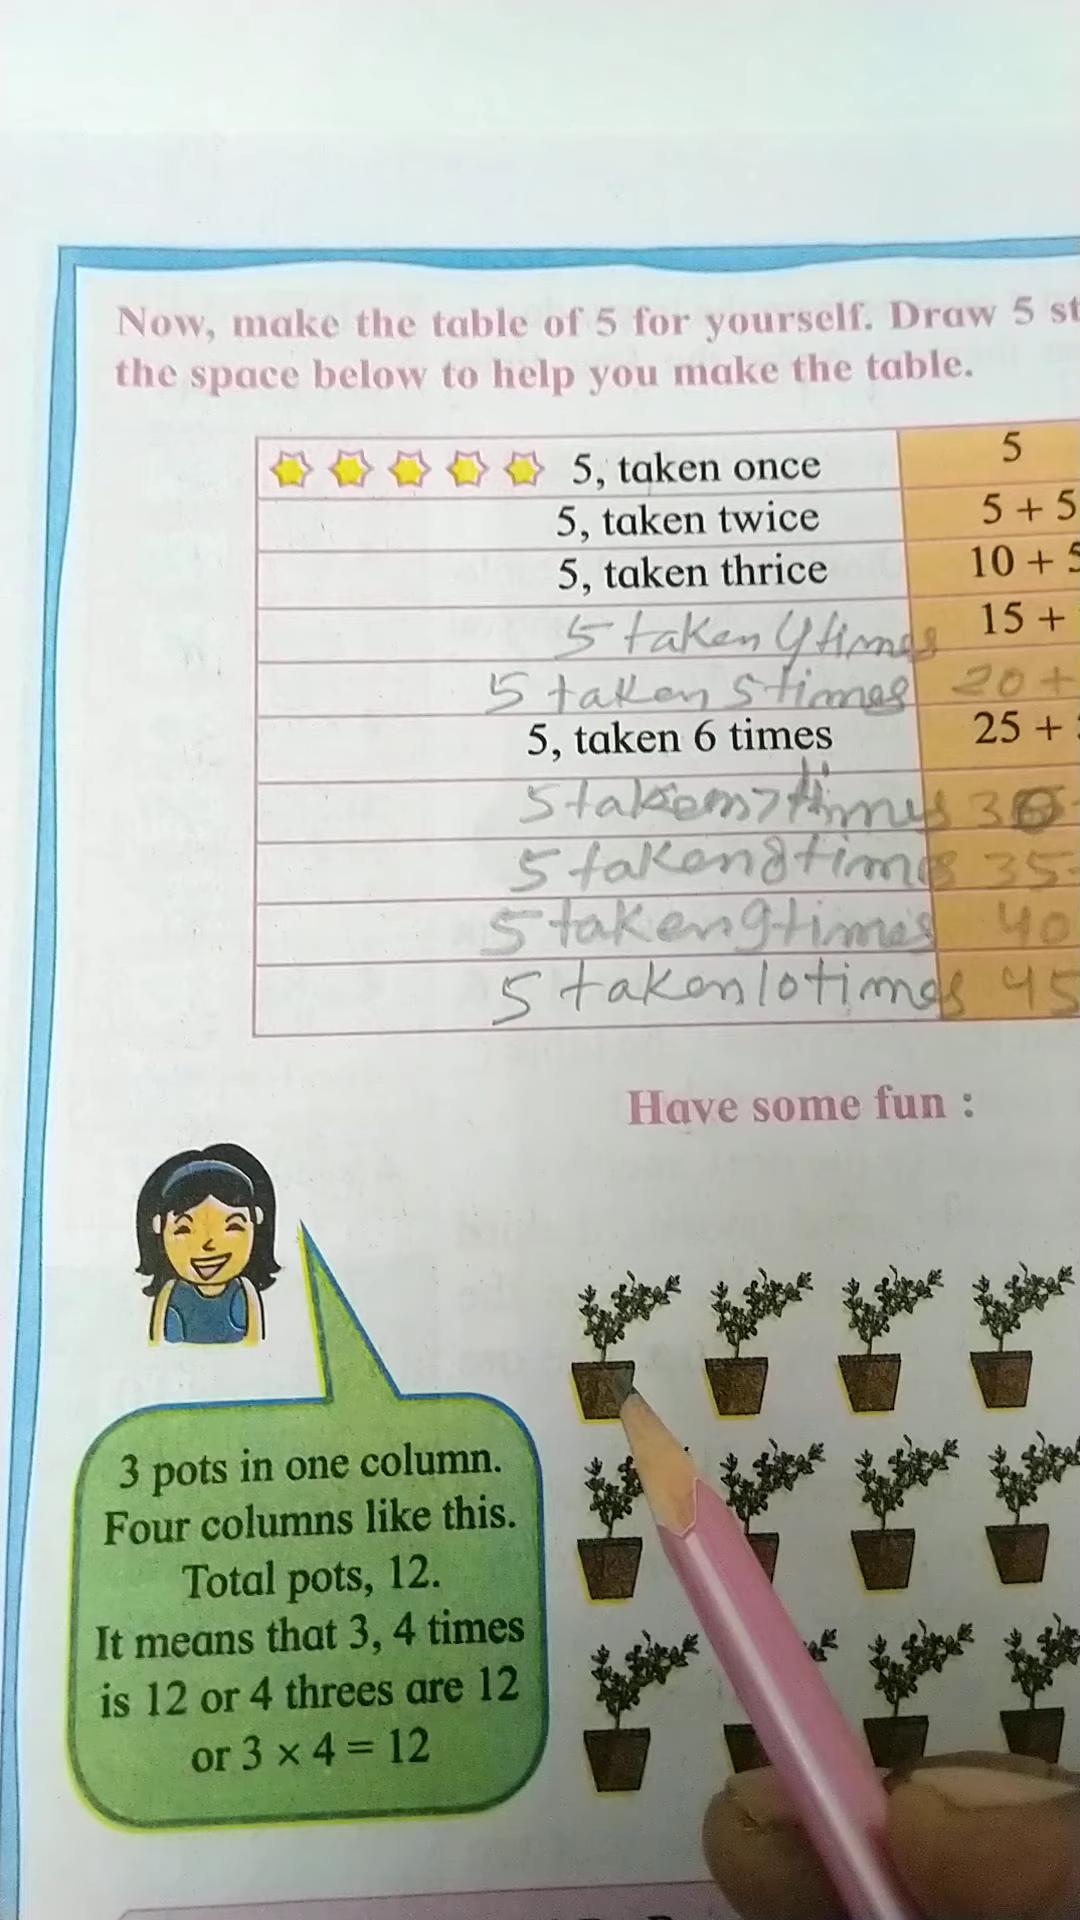 Now, make the table of 5 for yourself. Draw 5 st
the space below to help you make the table.
5, taken once 5
5, taken twice 5 + 5
5, taken thrice 10 + 5
5 taken 4 times 15 +
5 taken 5 times 20 +
5, taken 6 times 25 +
5 taken 7 times 30
5 taken 8 times 35
5 taken 9 times 40
5 taken 10 times 45
Have some fun :
3 pots in one column.
Four columns like this.
Total pots, 12.
It means that 3, 4 times
is 12 or 4 threes are 12
or 3 × 4 = 12